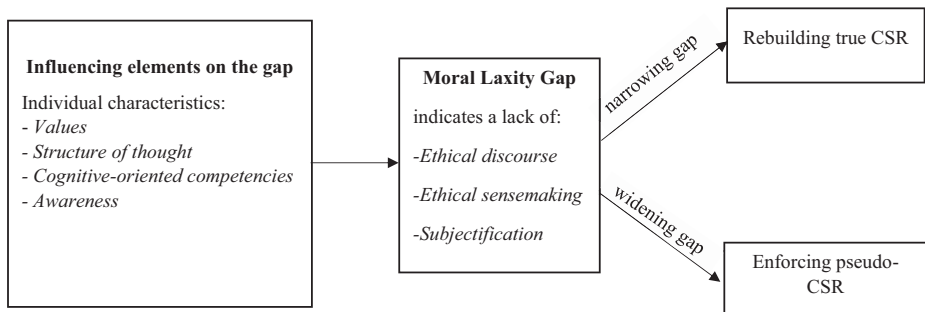 Influencing elements on the gap
Individual characteristics:
- Values
- Structure of thought
- Cognitive-oriented competencies
- Awareness
Moral Laxity Gap
indicates a lack of:
-Ethical discourse
-Ethical sensemaking
-Subjectification
narrowing gap
widening gap
Rebuilding true CSR
Enforcing pseudo-
CSR